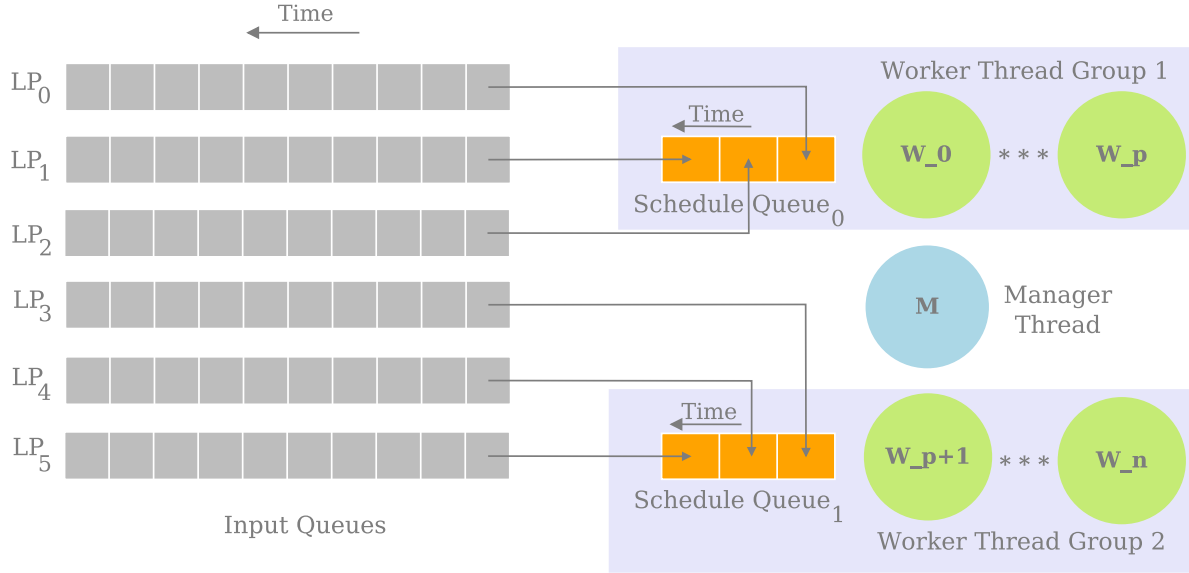 Time
LP0
LP1
LP2
LP3
LP4
LP5
Input Queues
Worker Thread Group 1
Time
W_0 *** W_p
Schedule Queue0
M
Manager
Thread
Time
W_p+1 *** W_n
Schedule Queue1
Worker Thread Group 2